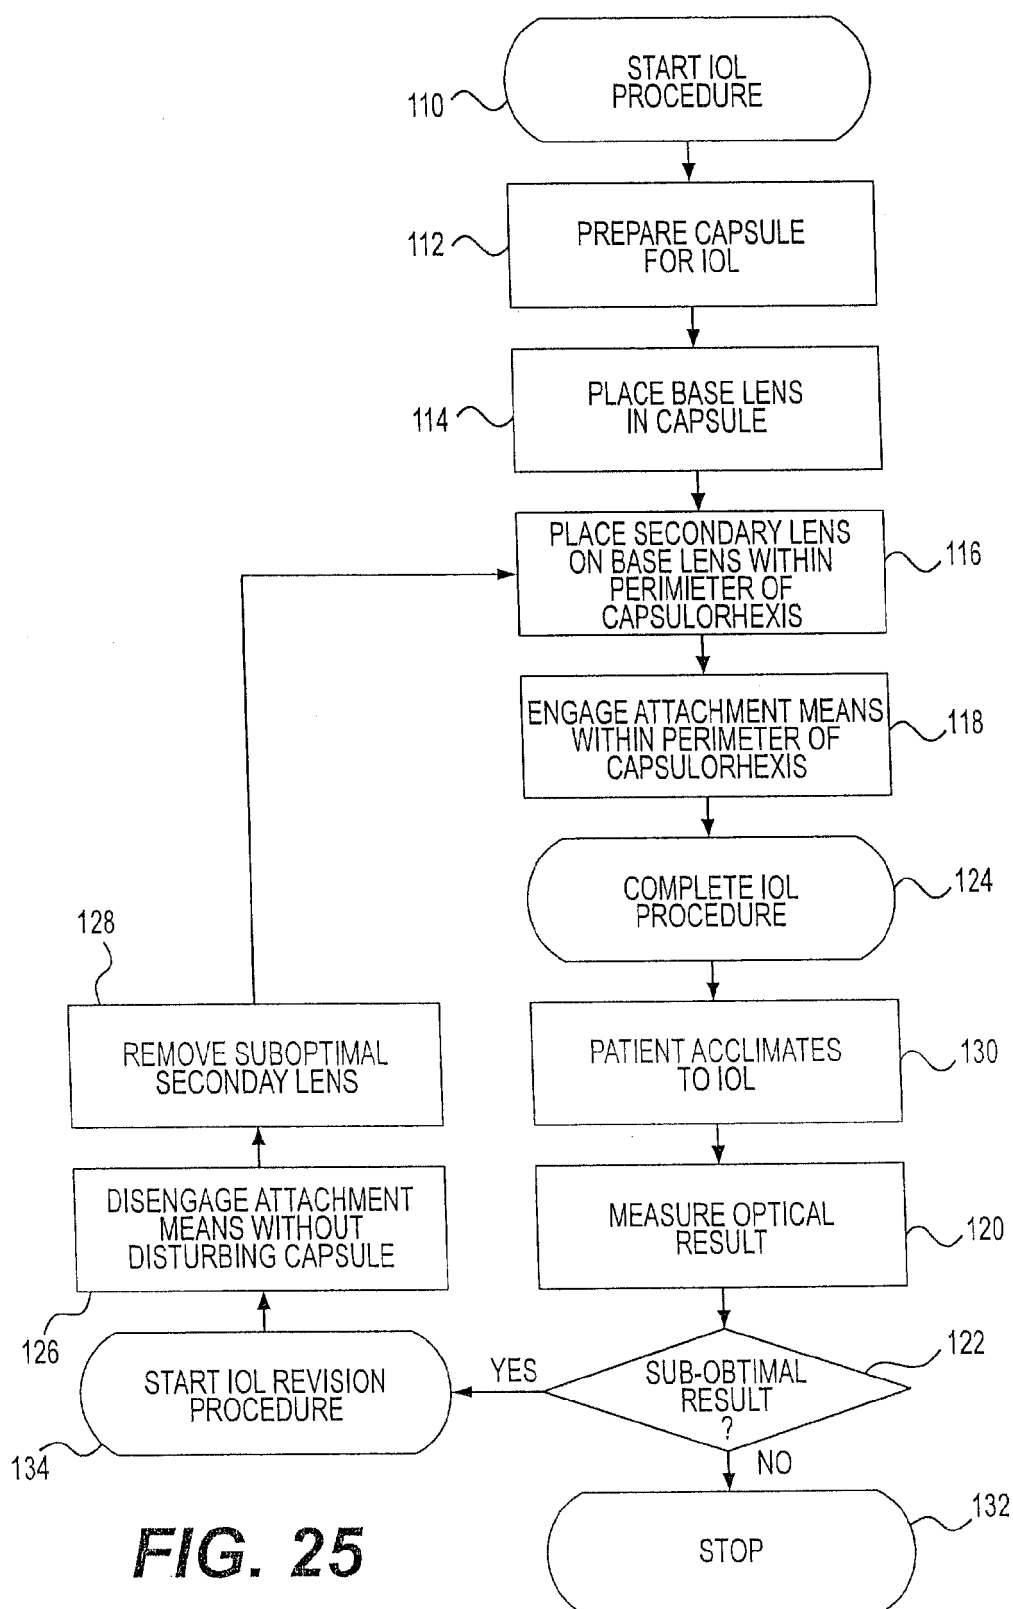 START IOL
PROCEDURE
110
PREPARE CAPSULE
FOR IOL
112
PLACE BASE LENS
IN CAPSULE
114
PLACE SECONDARY LENS
ON BASE LENS WITHIN
PERIMIETER OF
CAPSULORHEXIS
116
ENGAGE ATTACHMENT MEANS
WITHIN PERIMETER OF
CAPSULORHEXIS
118
COMPLETE IOL
PROCEDURE
124
PATIENT ACCLIMATES
TO IOL
130
MEASURE OPTICAL
RESULT
120
SUB-OBTIMAL
RESULT
?
122
YES
NO
START IOL REVISION
PROCEDURE
134
DISENGAGE ATTACHMENT
MEANS WITHOUT
DISTURBING CAPSULE
126
REMOVE SUBOPTIMAL
SECONDAY LENS
128
STOP
132
FIG. 25